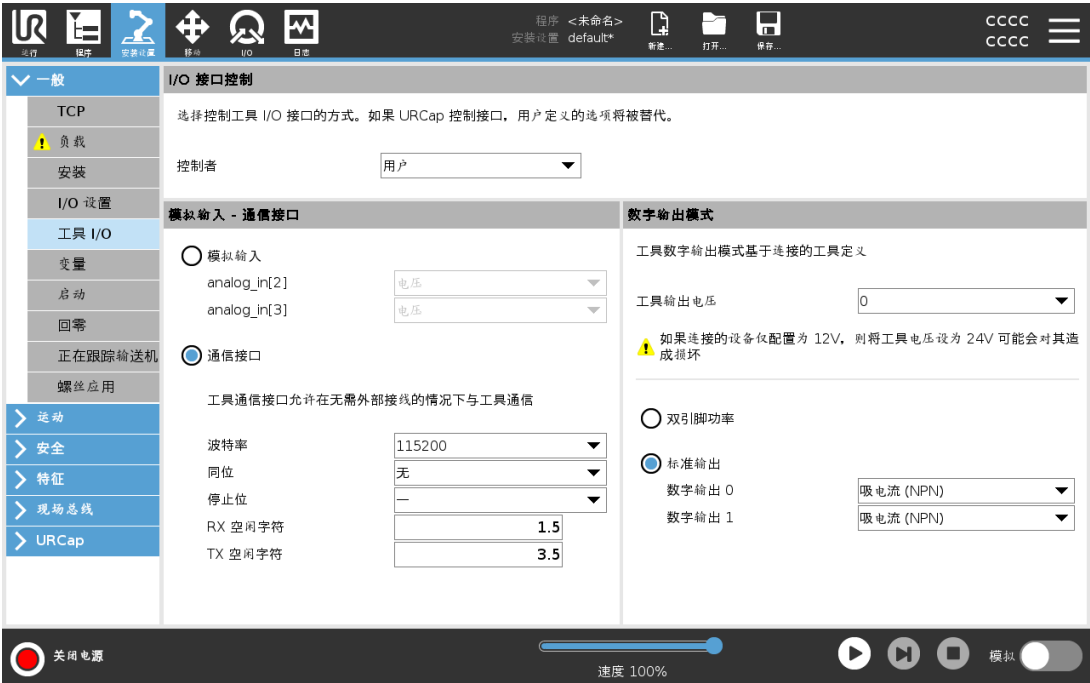 UR
运行
程序
安装设置
移动
I/O
日志
程序 <未命名>
安装设置 default*
新建...
打开...
保存...
CCCC
CCCC
一般
TCP
负载
安装
I/O 设置
工具 I/O
变量
启动
回零
正在跟踪输送机
螺丝应用
运动
安全
特征
现场总线
URCap
I/O 接口控制
选择控制工具 I/O 接口的方式。如果 URCap 控制接口，用户定义的选项将被替代。
控制者 用户
模拟输入 - 通信接口
模拟输入
analog_in[2] 电压
analog_in[3] 电压
通信接口
工具通信接口允许在无需外部接线的情况下与工具通信
波特率 115200
同位 无
停止位 一
RX 空闲字符 1.5
TX 空闲字符 3.5
数字输出模式
工具数字输出模式基于连接的工具定义
工具输出电压 0
如果连接的设备仅配置为 12V，则将工具电压设为 24V 可能会对其造
成损坏
双引脚功率
标准输出
数字输出 0 吸电流 (NPN)
数字输出 1 吸电流 (NPN)
关闭电源
速度 100%
模拟